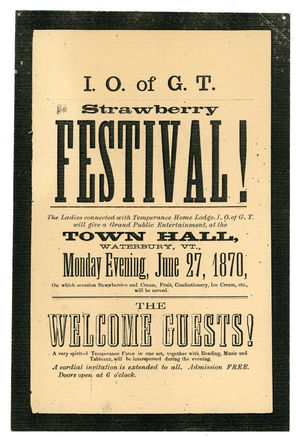 I. O. of G. T.
Strawberry
FESTIVAL!
The Ladies connected with Temperance Home Lodge, I. O. of G. T.
will give a Grand Public Entertainment, at the
TOWN HALL,
WATERBURY, VT.,
Monday Evening, June 27, 1870,
On which occasion Strawberries and Cream, Fruit, Confectionery, Ice Cream, etc.,
will be served.
THE
WELCOME GUESTS!
A very spirited Temperance Farce in one act, together with Reading, Music and
Tableaux, will be interspersed during the evening.
A cordial invitation is extended to all. Admission FREE.
Doors open at 6 o'clock.